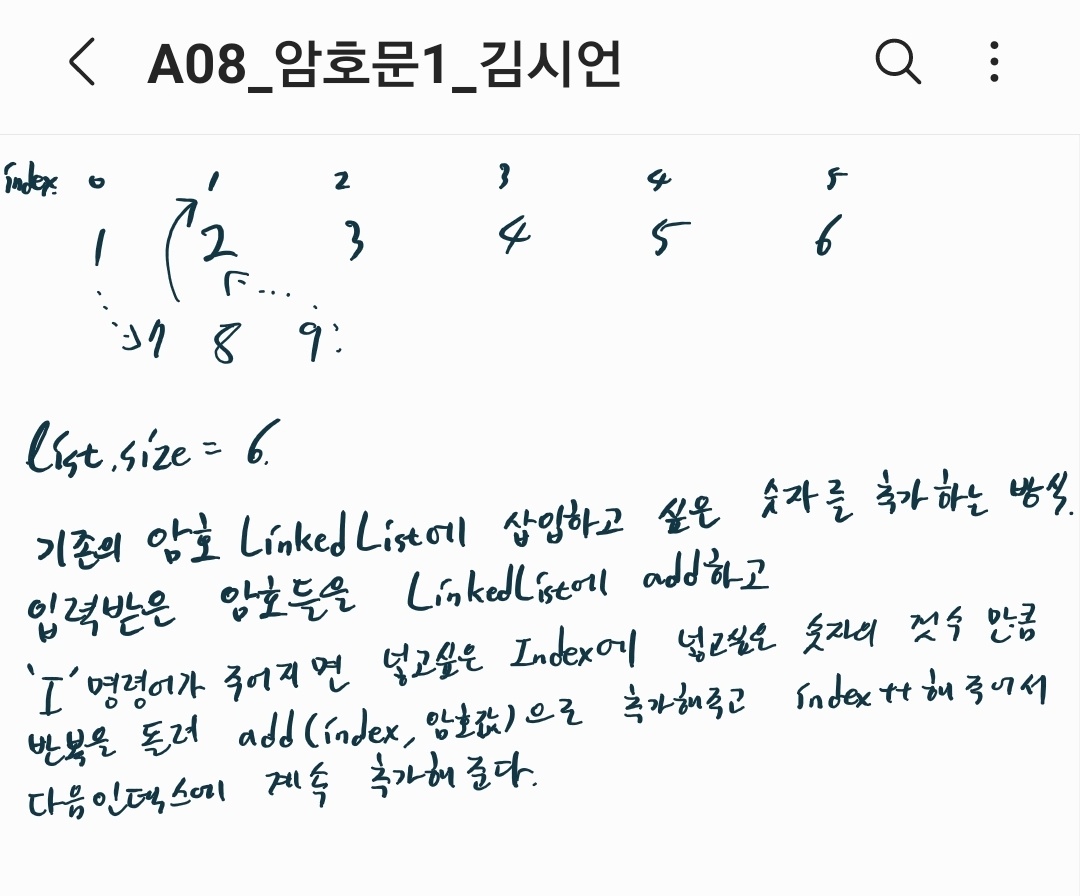 A08_암호문1_김시언
index. 0 1 2 3 4 5
1 2 3 4 5 6
7 8 9
list.size = 6.
기존의 암호 LinkedList에 삽입하고 싶은 숫자를 추가하는 방식.
입력받은 암호들을 LinkedList에 add하고
'I' 명령어가 주어지면 넣고싶은 Index에 넣고싶은 숫자의 갯수 만큼
반복을 돌려 add(index, 암호값)으로 추가해주고 index++ 해 주어서
다음인덱스에 계속 추가해 준다.